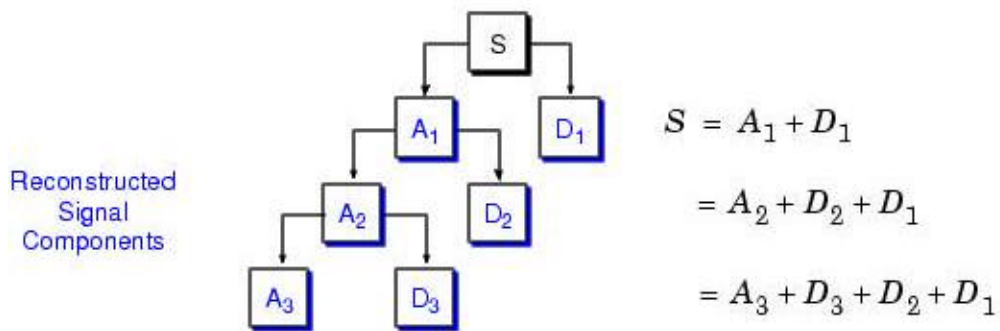 S
A₁ D₁
S = A₁ + D₁
Reconstructed
Signal
Components
A₂ D₂
= A₂ + D₂ + D₁
A₃ D₃
= A₃ + D₃ + D₂ + D₁